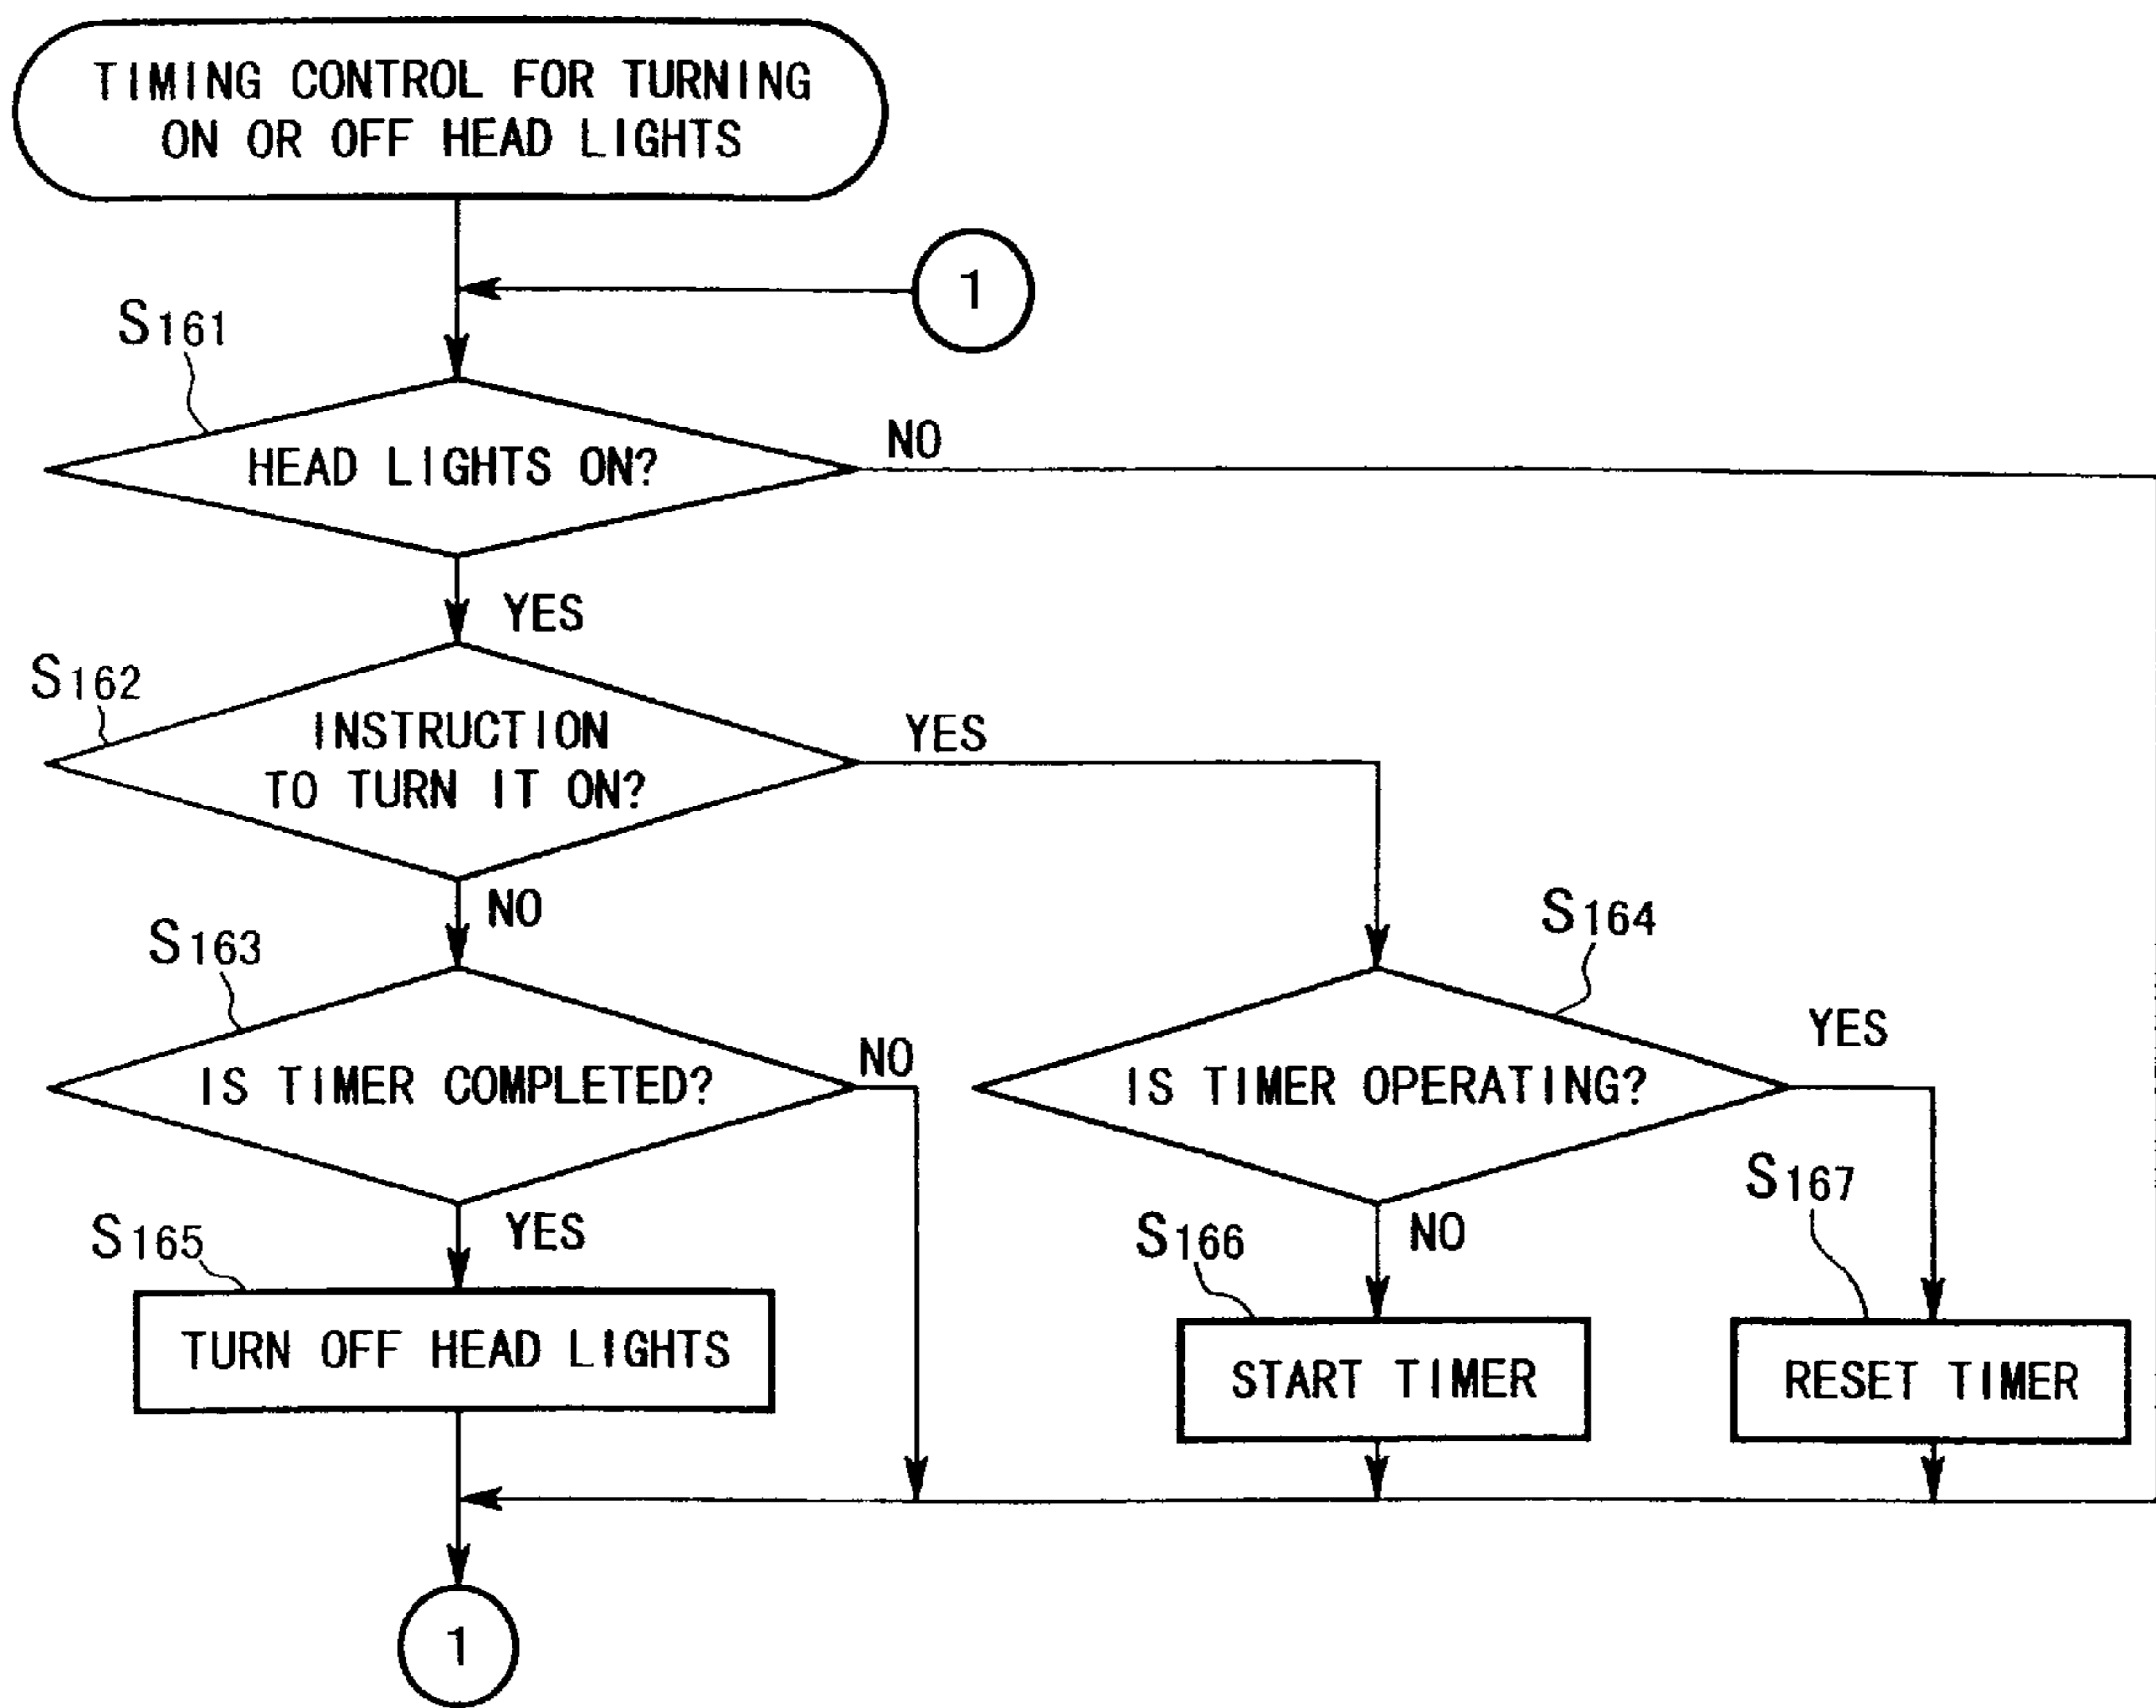 TIMING CONTROL FOR TURNING
ON OR OFF HEAD LIGHTS
1
S161
HEAD LIGHTS ON?
NO
YES
S162
INSTRUCTION
TO TURN IT ON?
YES
NO
S163
IS TIMER COMPLETED?
NO
S164
IS TIMER OPERATING?
YES
YES
S165
TURN OFF HEAD LIGHTS
NO
S166
START TIMER
S167
RESET TIMER
1